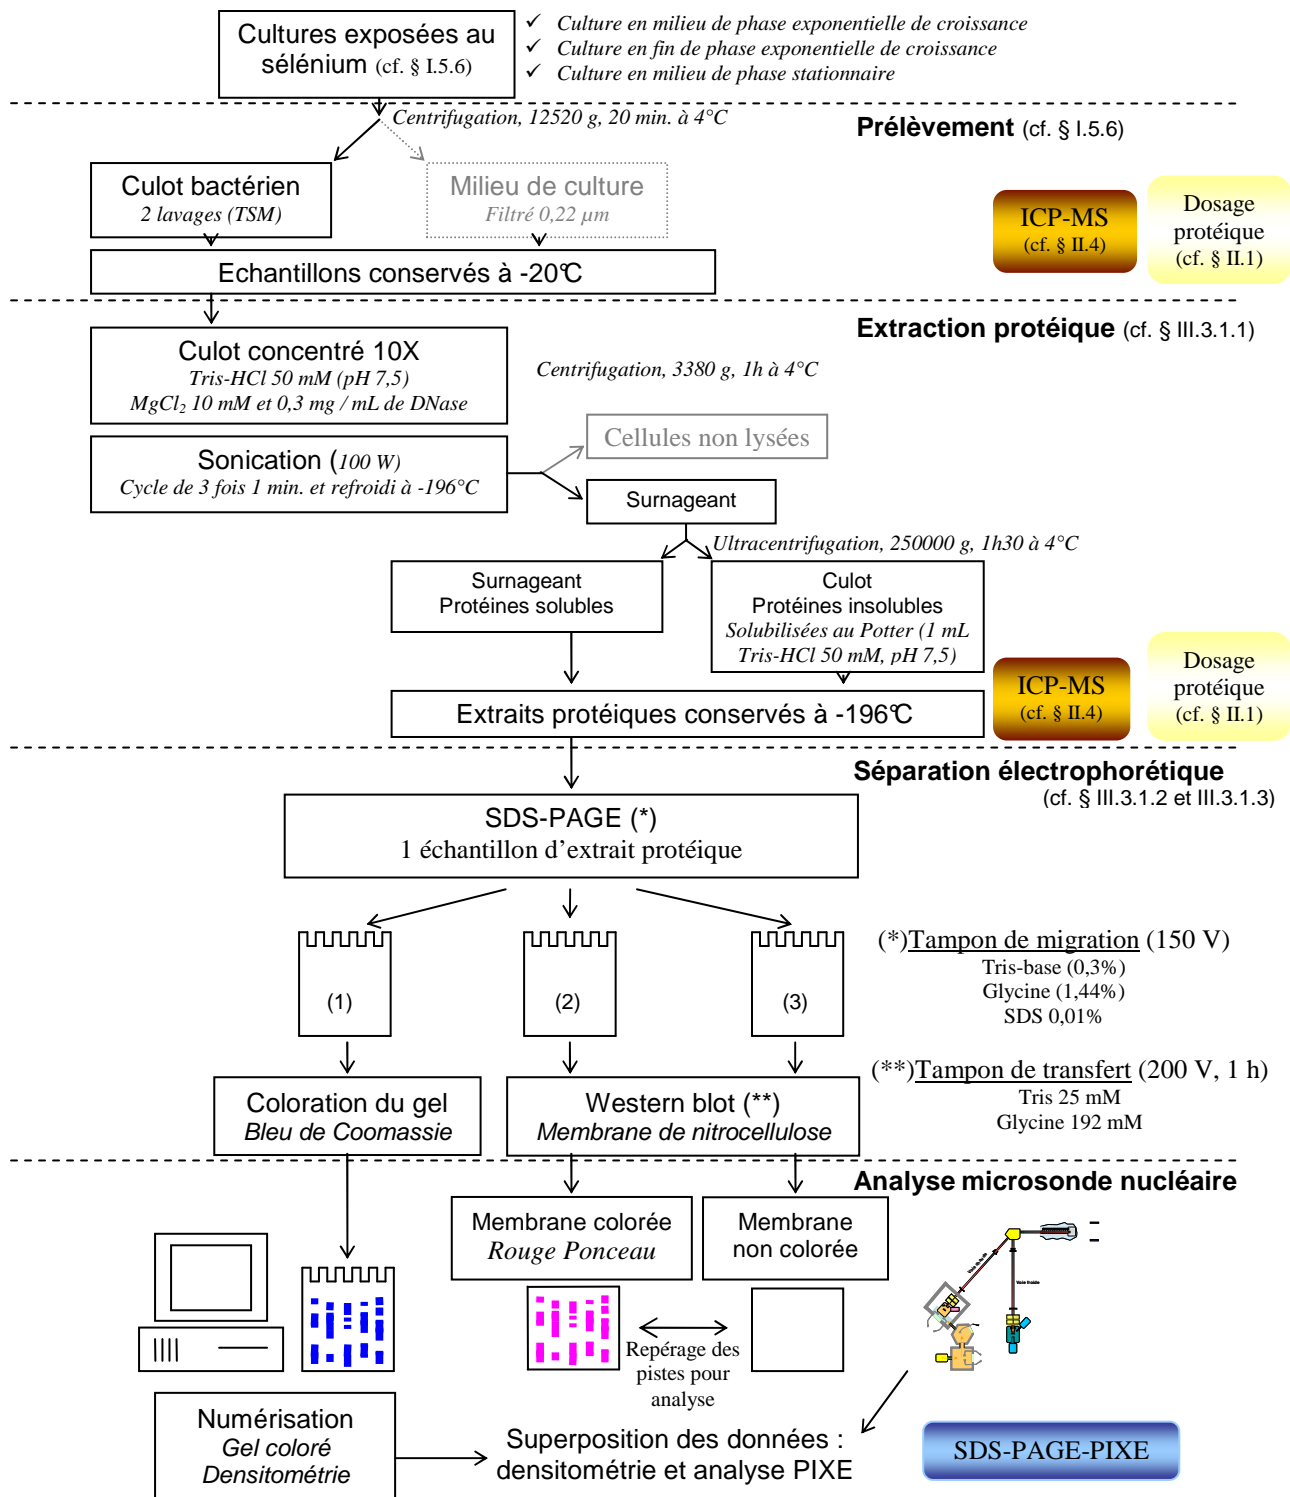 Cultures exposées au
sélénium (cf. § I.5.6)
✓ Culture en milieu de phase exponentielle de croissance
✓ Culture en fin de phase exponentielle de croissance
✓ Culture en milieu de phase stationnaire
Centrifugation, 12520 g, 20 min. à 4°C
Prélèvement (cf. § I.5.6)
Culot bactérien
2 lavages (TSM)
Milieu de culture
Filtré 0,22 µm
ICP-MS
(cf. § II.4)
Dosage
protéique
(cf. § II.1)
Echantillons conservés à -20°C
Extraction protéique (cf. § III.3.1.1)
Culot concentré 10X
Tris-HCl 50 mM (pH 7,5)
MgCl2 10 mM et 0,3 mg / mL de DNase
Centrifugation, 3380 g, 1h à 4°C
Cellules non lysées
Sonication (100 W)
Cycle de 3 fois 1 min. et refroidi à -196°C
Surnageant
Ultracentrifugation, 250000 g, 1h30 à 4°C
Surnageant
Protéines solubles
Culot
Protéines insolubles
Solubilisées au Potter (1 mL
Tris-HCl 50 mM, pH 7,5)
ICP-MS
(cf. § II.4)
Dosage
protéique
(cf. § II.1)
Extraits protéiques conservés à -196°C
Séparation électrophorétique
(cf. § III.3.1.2 et III.3.1.3)
SDS-PAGE (*)
1 échantillon d'extrait protéique
(1)
(2)
(3)
(*)Tampon de migration (150 V)
Tris-base (0,3%)
Glycine (1,44%)
SDS 0,01%
(**)Tampon de transfert (200 V, 1 h)
Tris 25 mM
Glycine 192 mM
Coloration du gel
Bleu de Coomassie
Western blot (**)
Membrane de nitrocellulose
Analyse microsonde nucléaire
Membrane colorée
Rouge Ponceau
Membrane
non colorée
Repérage des
pistes pour
analyse
Numérisation
Gel coloré
Densitométrie
Superposition des données :
densitométrie et analyse PIXE
SDS-PAGE-PIXE